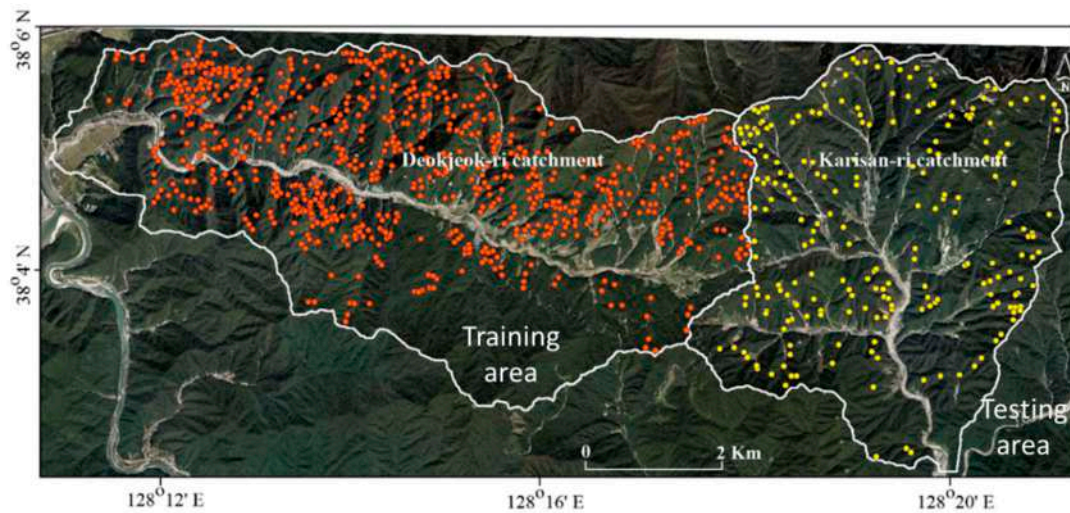 38°6' N
N
Deokjeok-ri catchment
Karisan-ri catchment
38°4' N
Training
area
Testing
area
0 2 Km
128°12' E
128°16' E
128°20' E